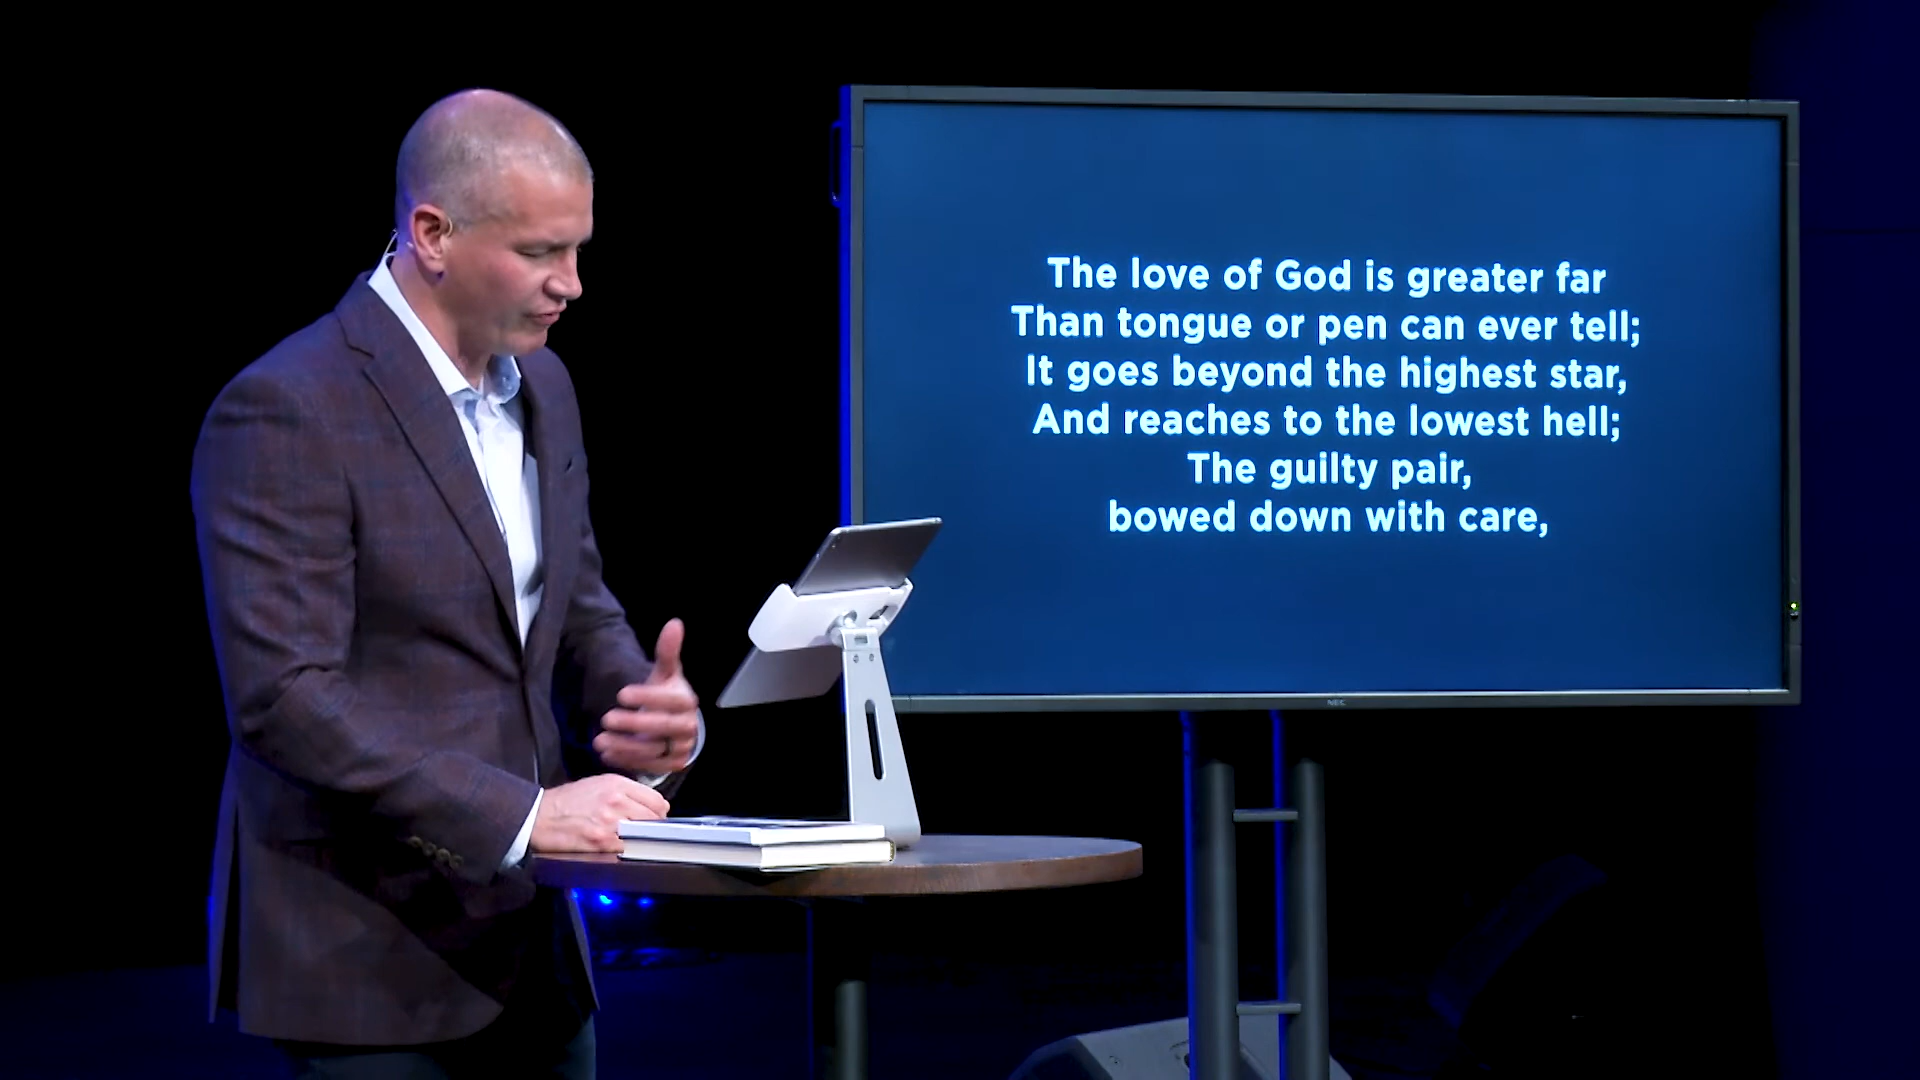 The love of God is greater far
Than tongue or pen can ever tell;
It goes beyond the highest star,
And reaches to the lowest hell;
The guilty pair,
bowed down with care,
NEC